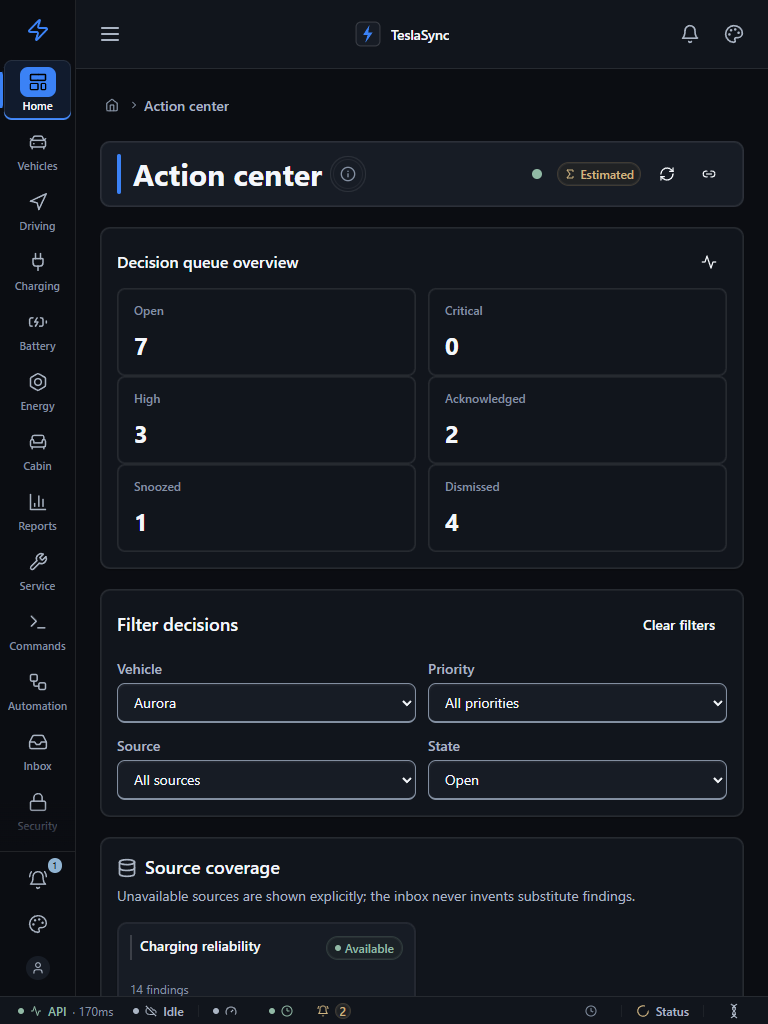 TeslaSync
Home
Vehicles
Driving
Charging
Battery
Energy
Cabin
Reports
Service
Commands
Automation
Inbox
Security
1
Action center
Action center
Σ Estimated
Decision queue overview
Open
7
Critical
0
High
3
Acknowledged
2
Snoozed
1
Dismissed
4
Filter decisions
Clear filters
Vehicle
Aurora
Priority
All priorities
Source
All sources
State
Open
Source coverage
Unavailable sources are shown explicitly; the inbox never invents substitute findings.
Charging reliability
Available
14 findings
API · 170ms
Idle
2
Status